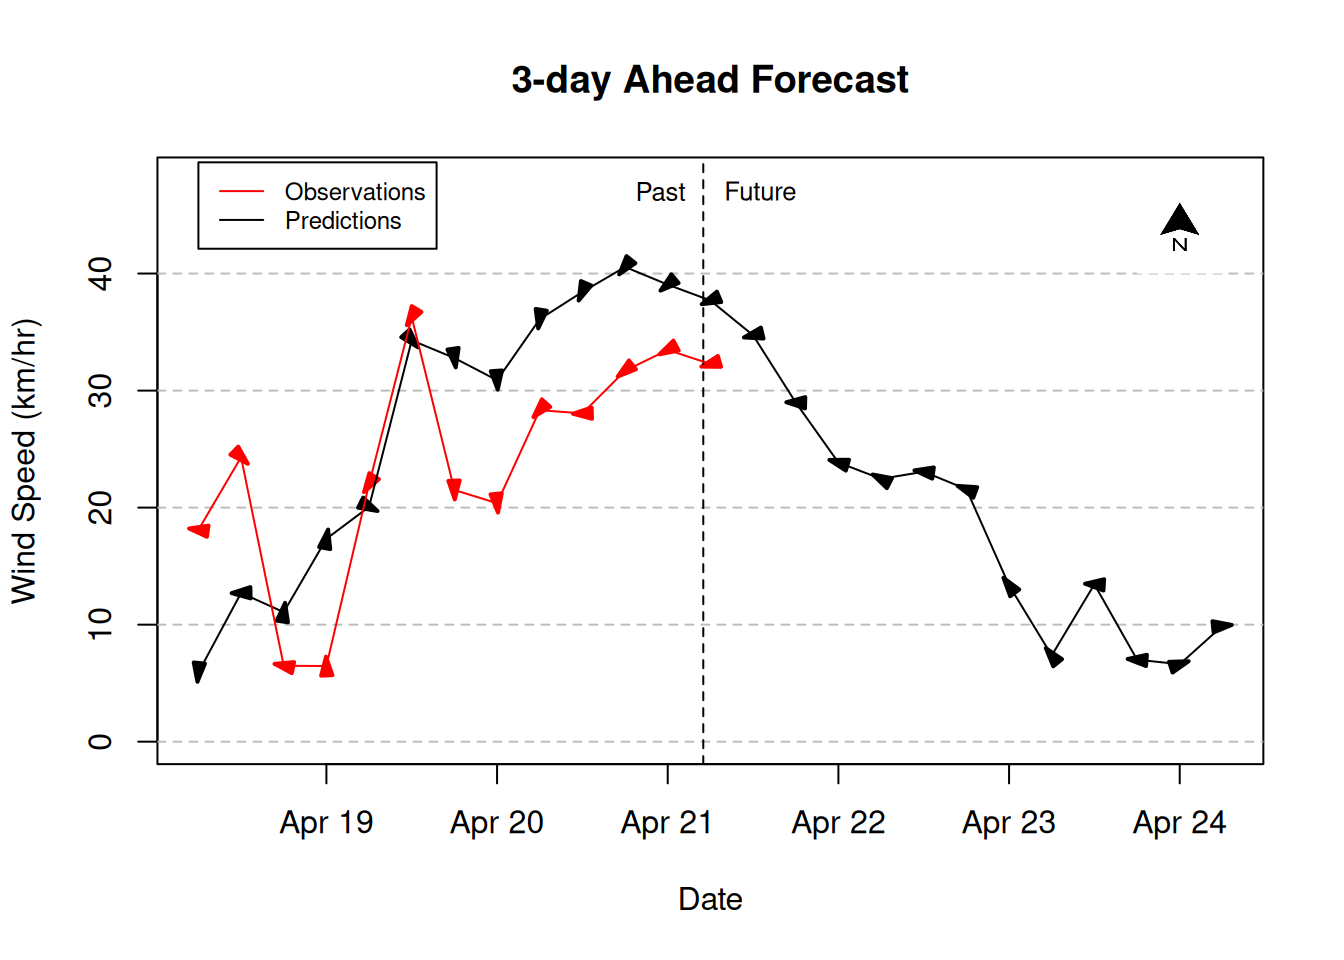 3-day Ahead Forecast
Observations
Predictions
Past
Future
N
Wind Speed (km/hr)
40
30
20
10
0
Apr 19
Apr 20
Apr 21
Apr 22
Apr 23
Apr 24
Date